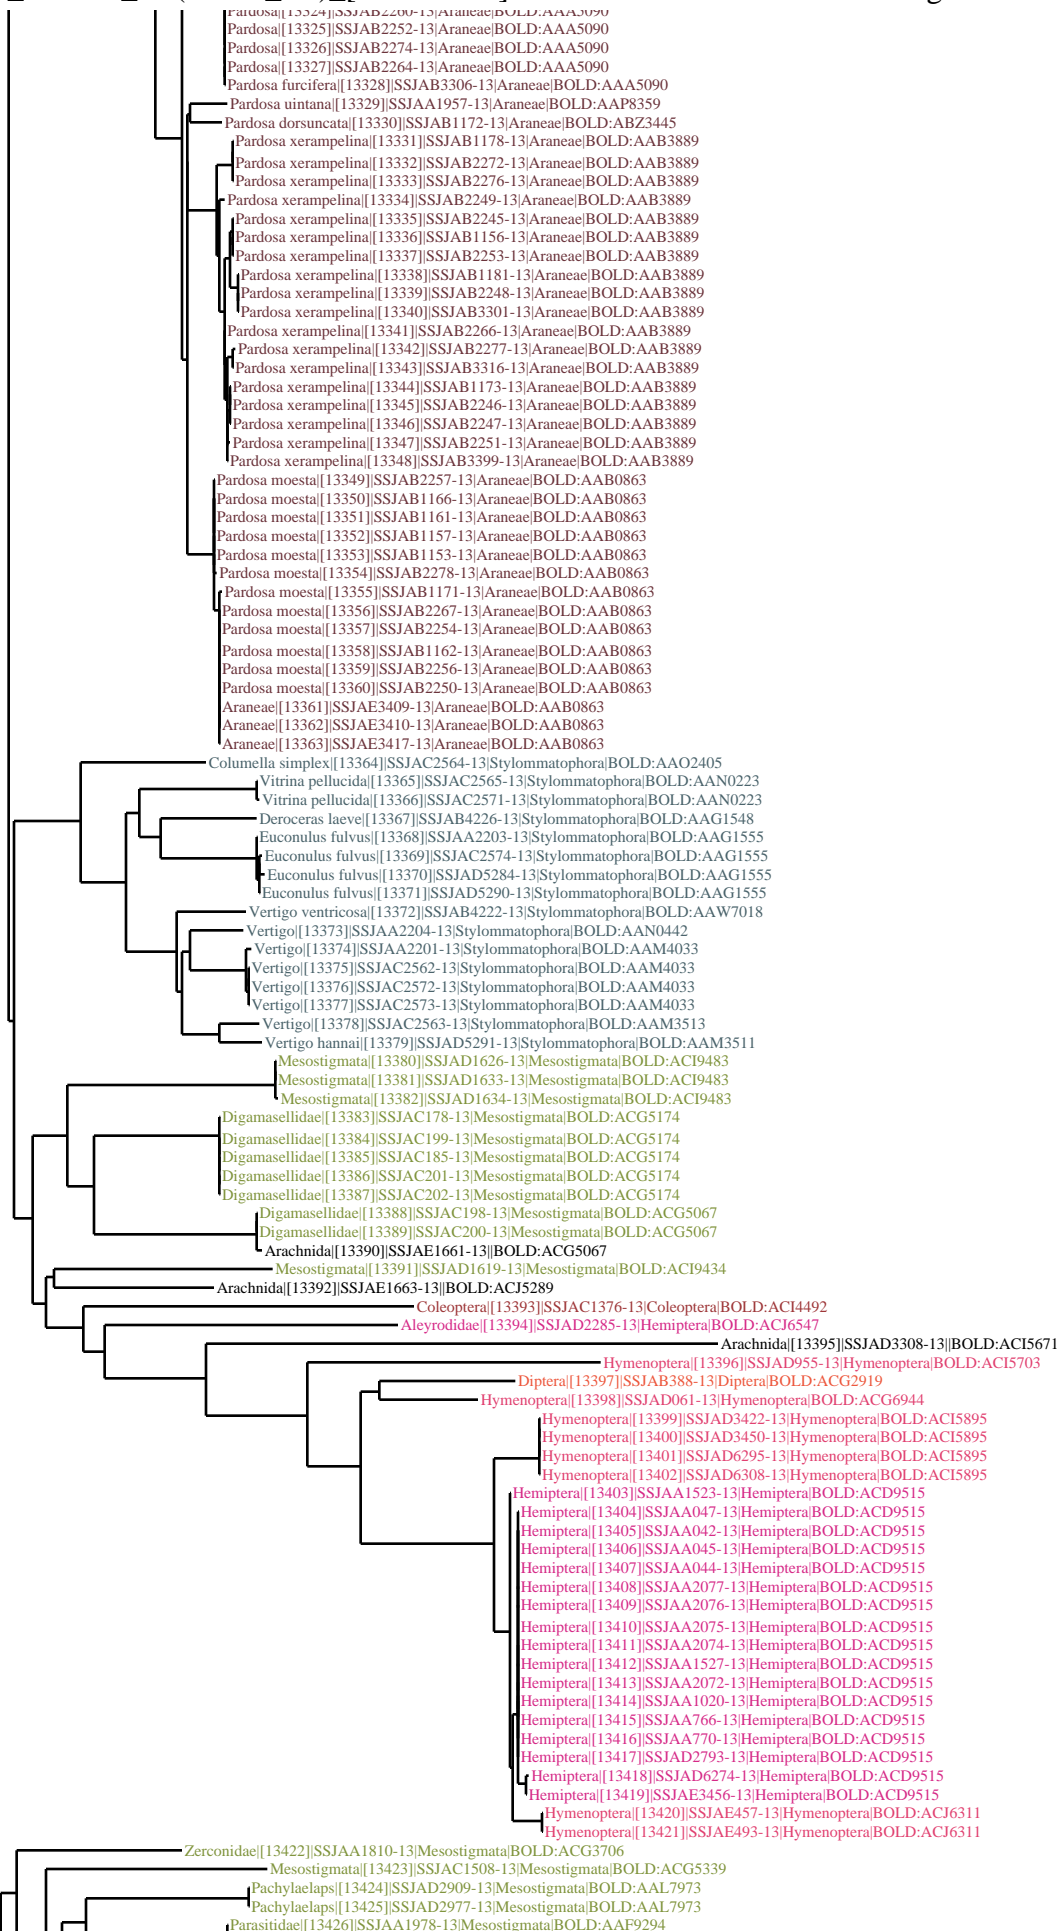 Pardosa|[13324]|SSJAB2260-13|Araneae|BOLD:AAA5090
Pardosa|[13325]|SSJAB2252-13|Araneae|BOLD:AAA5090
Pardosa|[13326]|SSJAB2274-13|Araneae|BOLD:AAA5090
Pardosa|[13327]|SSJAB2264-13|Araneae|BOLD:AAA5090
Pardosa furcifera|[13328]|SSJAB3306-13|Araneae|BOLD:AAA5090
Pardosa uintana|[13329]|SSJAA1957-13|Araneae|BOLD:AAP8359
Pardosa dorsuncata|[13330]|SSJAB1172-13|Araneae|BOLD:ABZ3445
Pardosa xerampelina|[13331]|SSJAB1178-13|Araneae|BOLD:AAB3889
Pardosa xerampelina|[13332]|SSJAB2272-13|Araneae|BOLD:AAB3889
Pardosa xerampelina|[13333]|SSJAB2276-13|Araneae|BOLD:AAB3889
Pardosa xerampelina|[13334]|SSJAB2249-13|Araneae|BOLD:AAB3889
Pardosa xerampelina|[13335]|SSJAB2245-13|Araneae|BOLD:AAB3889
Pardosa xerampelina|[13336]|SSJAB1156-13|Araneae|BOLD:AAB3889
Pardosa xerampelina|[13337]|SSJAB2253-13|Araneae|BOLD:AAB3889
Pardosa xerampelina|[13338]|SSJAB1181-13|Araneae|BOLD:AAB3889
Pardosa xerampelina|[13339]|SSJAB2248-13|Araneae|BOLD:AAB3889
Pardosa xerampelina|[13340]|SSJAB3301-13|Araneae|BOLD:AAB3889
Pardosa xerampelina|[13341]|SSJAB2266-13|Araneae|BOLD:AAB3889
Pardosa xerampelina|[13342]|SSJAB2277-13|Araneae|BOLD:AAB3889
Pardosa xerampelina|[13343]|SSJAB3316-13|Araneae|BOLD:AAB3889
Pardosa xerampelina|[13344]|SSJAB1173-13|Araneae|BOLD:AAB3889
Pardosa xerampelina|[13345]|SSJAB2246-13|Araneae|BOLD:AAB3889
Pardosa xerampelina|[13346]|SSJAB2247-13|Araneae|BOLD:AAB3889
Pardosa xerampelina|[13347]|SSJAB2251-13|Araneae|BOLD:AAB3889
Pardosa xerampelina|[13348]|SSJAB3399-13|Araneae|BOLD:AAB3889
Pardosa moesta|[13349]|SSJAB2257-13|Araneae|BOLD:AAB0863
Pardosa moesta|[13350]|SSJAB1166-13|Araneae|BOLD:AAB0863
Pardosa moesta|[13351]|SSJAB1161-13|Araneae|BOLD:AAB0863
Pardosa moesta|[13352]|SSJAB1157-13|Araneae|BOLD:AAB0863
Pardosa moesta|[13353]|SSJAB1153-13|Araneae|BOLD:AAB0863
Pardosa moesta|[13354]|SSJAB2278-13|Araneae|BOLD:AAB0863
Pardosa moesta|[13355]|SSJAB1171-13|Araneae|BOLD:AAB0863
Pardosa moesta|[13356]|SSJAB2267-13|Araneae|BOLD:AAB0863
Pardosa moesta|[13357]|SSJAB2254-13|Araneae|BOLD:AAB0863
Pardosa moesta|[13358]|SSJAB1162-13|Araneae|BOLD:AAB0863
Pardosa moesta|[13359]|SSJAB2256-13|Araneae|BOLD:AAB0863
Pardosa moesta|[13360]|SSJAB2250-13|Araneae|BOLD:AAB0863
Araneae|[13361]|SSJAE3409-13|Araneae|BOLD:AAB0863
Araneae|[13362]|SSJAE3410-13|Araneae|BOLD:AAB0863
Araneae|[13363]|SSJAE3417-13|Araneae|BOLD:AAB0863
Columella simplex|[13364]|SSJAC2564-13|Stylommatophora|BOLD:AAO2405
Vitrina pellucida|[13365]|SSJAC2565-13|Stylommatophora|BOLD:AAN0223
Vitrina pellucida|[13366]|SSJAC2571-13|Stylommatophora|BOLD:AAN0223
Deroceras laeve|[13367]|SSJAB4226-13|Stylommatophora|BOLD:AAG1548
Euconulus fulvus|[13368]|SSJAA2203-13|Stylommatophora|BOLD:AAG1555
Euconulus fulvus|[13369]|SSJAC2574-13|Stylommatophora|BOLD:AAG1555
Euconulus fulvus|[13370]|SSJAD5284-13|Stylommatophora|BOLD:AAG1555
Euconulus fulvus|[13371]|SSJAD5290-13|Stylommatophora|BOLD:AAG1555
Vertigo ventricosa|[13372]|SSJAB4222-13|Stylommatophora|BOLD:AAW7018
Vertigo|[13373]|SSJAA2204-13|Stylommatophora|BOLD:AAN0442
Vertigo|[13374]|SSJAA2201-13|Stylommatophora|BOLD:AAM4033
Vertigo|[13375]|SSJAC2562-13|Stylommatophora|BOLD:AAM4033
Vertigo|[13376]|SSJAC2572-13|Stylommatophora|BOLD:AAM4033
Vertigo|[13377]|SSJAC2573-13|Stylommatophora|BOLD:AAM4033
Vertigo|[13378]|SSJAC2563-13|Stylommatophora|BOLD:AAM3513
Vertigo hannai|[13379]|SSJAD5291-13|Stylommatophora|BOLD:AAM3511
Mesostigmata|[13380]|SSJAD1626-13|Mesostigmata|BOLD:ACI9483
Mesostigmata|[13381]|SSJAD1633-13|Mesostigmata|BOLD:ACI9483
Mesostigmata|[13382]|SSJAD1634-13|Mesostigmata|BOLD:ACI9483
Digamasellidae|[13383]|SSJAC178-13|Mesostigmata|BOLD:ACG5174
Digamasellidae|[13384]|SSJAC199-13|Mesostigmata|BOLD:ACG5174
Digamasellidae|[13385]|SSJAC185-13|Mesostigmata|BOLD:ACG5174
Digamasellidae|[13386]|SSJAC201-13|Mesostigmata|BOLD:ACG5174
Digamasellidae|[13387]|SSJAC202-13|Mesostigmata|BOLD:ACG5174
Digamasellidae|[13388]|SSJAC198-13|Mesostigmata|BOLD:ACG5067
Digamasellidae|[13389]|SSJAC200-13|Mesostigmata|BOLD:ACG5067
Arachnida|[13390]|SSJAE1661-13||BOLD:ACG5067
Mesostigmata|[13391]|SSJAD1619-13|Mesostigmata|BOLD:ACI9434
Arachnida|[13392]|SSJAE1663-13||BOLD:ACJ5289
Coleoptera|[13393]|SSJAC1376-13|Coleoptera|BOLD:ACI4492
Aleyrodidae|[13394]|SSJAD2285-13|Hemiptera|BOLD:ACJ6547
Arachnida|[13395]|SSJAD3308-13||BOLD:ACI5671
Hymenoptera|[13396]|SSJAD955-13|Hymenoptera|BOLD:ACI5703
Diptera|[13397]|SSJAB388-13|Diptera|BOLD:ACG2919
Hymenoptera|[13398]|SSJAD061-13|Hymenoptera|BOLD:ACG6944
Hymenoptera|[13399]|SSJAD3422-13|Hymenoptera|BOLD:ACI5895
Hymenoptera|[13400]|SSJAD3450-13|Hymenoptera|BOLD:ACI5895
Hymenoptera|[13401]|SSJAD6295-13|Hymenoptera|BOLD:ACI5895
Hymenoptera|[13402]|SSJAD6308-13|Hymenoptera|BOLD:ACI5895
Hemiptera|[13403]|SSJAA1523-13|Hemiptera|BOLD:ACD9515
Hemiptera|[13404]|SSJAA047-13|Hemiptera|BOLD:ACD9515
Hemiptera|[13405]|SSJAA042-13|Hemiptera|BOLD:ACD9515
Hemiptera|[13406]|SSJAA045-13|Hemiptera|BOLD:ACD9515
Hemiptera|[13407]|SSJAA044-13|Hemiptera|BOLD:ACD9515
Hemiptera|[13408]|SSJAA2077-13|Hemiptera|BOLD:ACD9515
Hemiptera|[13409]|SSJAA2076-13|Hemiptera|BOLD:ACD9515
Hemiptera|[13410]|SSJAA2075-13|Hemiptera|BOLD:ACD9515
Hemiptera|[13411]|SSJAA2074-13|Hemiptera|BOLD:ACD9515
Hemiptera|[13412]|SSJAA1527-13|Hemiptera|BOLD:ACD9515
Hemiptera|[13413]|SSJAA2072-13|Hemiptera|BOLD:ACD9515
Hemiptera|[13414]|SSJAA1020-13|Hemiptera|BOLD:ACD9515
Hemiptera|[13415]|SSJAA766-13|Hemiptera|BOLD:ACD9515
Hemiptera|[13416]|SSJAA770-13|Hemiptera|BOLD:ACD9515
Hemiptera|[13417]|SSJAD2793-13|Hemiptera|BOLD:ACD9515
Hemiptera|[13418]|SSJAD6274-13|Hemiptera|BOLD:ACD9515
Hemiptera|[13419]|SSJAE3456-13|Hemiptera|BOLD:ACD9515
Hymenoptera|[13420]|SSJAE457-13|Hymenoptera|BOLD:ACJ6311
Hymenoptera|[13421]|SSJAE493-13|Hymenoptera|BOLD:ACJ6311
Zerconidae|[13422]|SSJAA1810-13|Mesostigmata|BOLD:ACG3706
Mesostigmata|[13423]|SSJAC1508-13|Mesostigmata|BOLD:ACG5339
Pachylaelaps|[13424]|SSJAD2909-13|Mesostigmata|BOLD:AAL7973
Pachylaelaps|[13425]|SSJAD2977-13|Mesostigmata|BOLD:AAL7973
Parasitidae|[13426]|SSJAA1978-13|Mesostigmata|BOLD:AAF9294